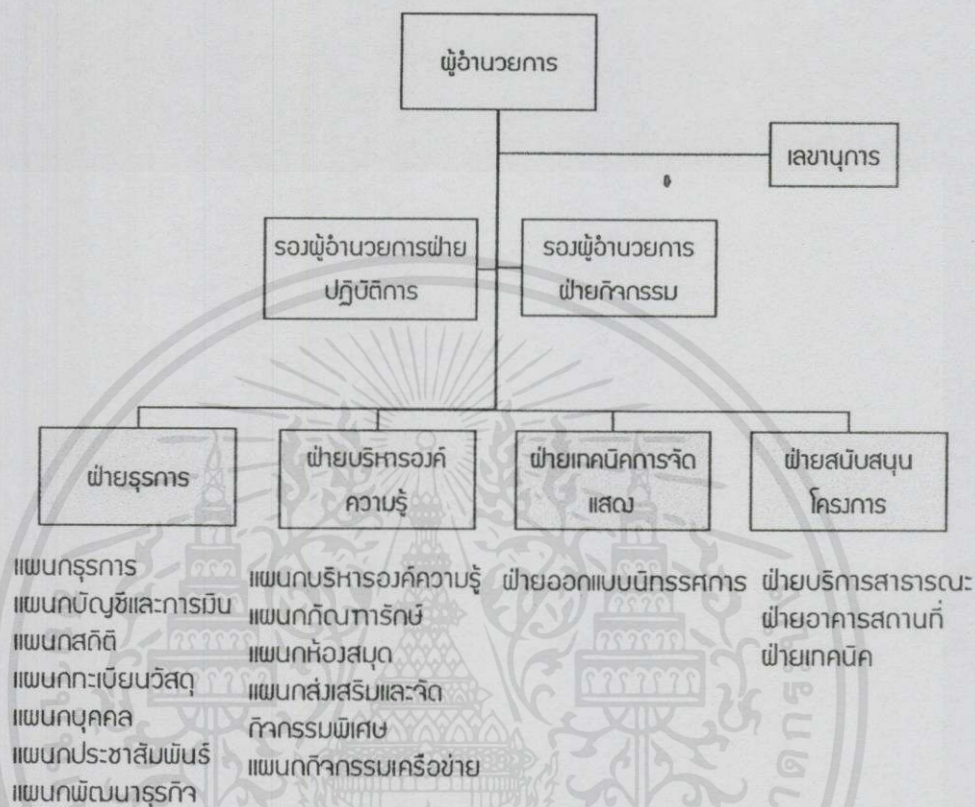 ผู้อำนวยการ
เลขานุการ
รองผู้อำนวยการฝ่าย
ปฏิบัติการ
รองผู้อำนวยการ
ฝ่ายกิจกรรม
ฝ่ายธุรการ
ฝ่ายบริหารองค์
ความรู้
ฝ่ายเทคนิคการจัด
แสดง
ฝ่ายสนับสนุน
โครงการ
แผนกธุรการ
แผนกบัญชีและการเงิน
แผนกสถิติ
แผนกทะเบียนวัสดุ
แผนกบุคคล
แผนกประชาสัมพันธ์
แผนกพัฒนาธุรกิจ
แผนกบริหารองค์ความรู้
แผนกภัณฑารักษ์
แผนกห้องสมุด
แผนกส่งเสริมและจัด
กิจกรรมพิเศษ
แผนกกิจกรรมเครือข่าย
ฝ่ายออกแบบนิทรรศการ
ฝ่ายบริการสาธารณะ
ฝ่ายอาคารสถานที่
ฝ่ายเทคนิค